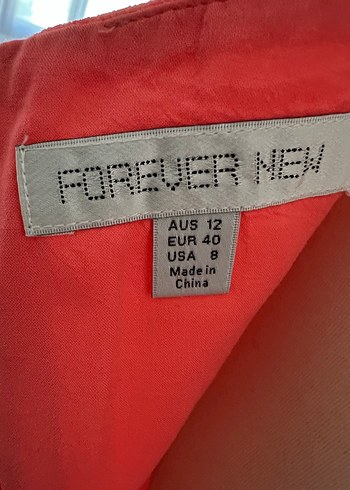 FOREVER NEW
AUS 12
EUR 40
USA 8
Made in
China